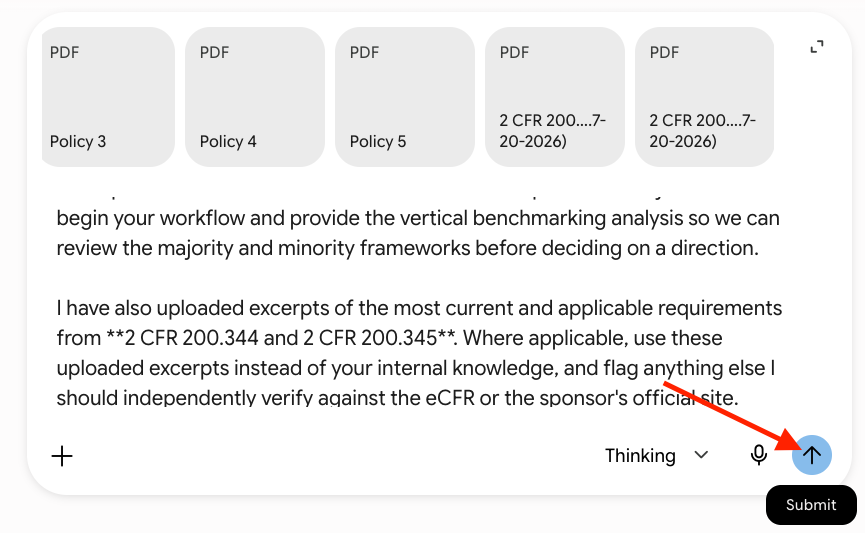 PDF
Policy 3
PDF
Policy 4
PDF
Policy 5
PDF
2 CFR 200....7-
20-2026)
PDF
2 CFR 200....7-
20-2026)
begin your workflow and provide the vertical benchmarking analysis so we can
review the majority and minority frameworks before deciding on a direction.
I have also uploaded excerpts of the most current and applicable requirements
from **2 CFR 200.344 and 2 CFR 200.345**. Where applicable, use these
uploaded excerpts instead of your internal knowledge, and flag anything else I
should independently verify against the eCFR or the sponsor's official site.
Thinking
Submit